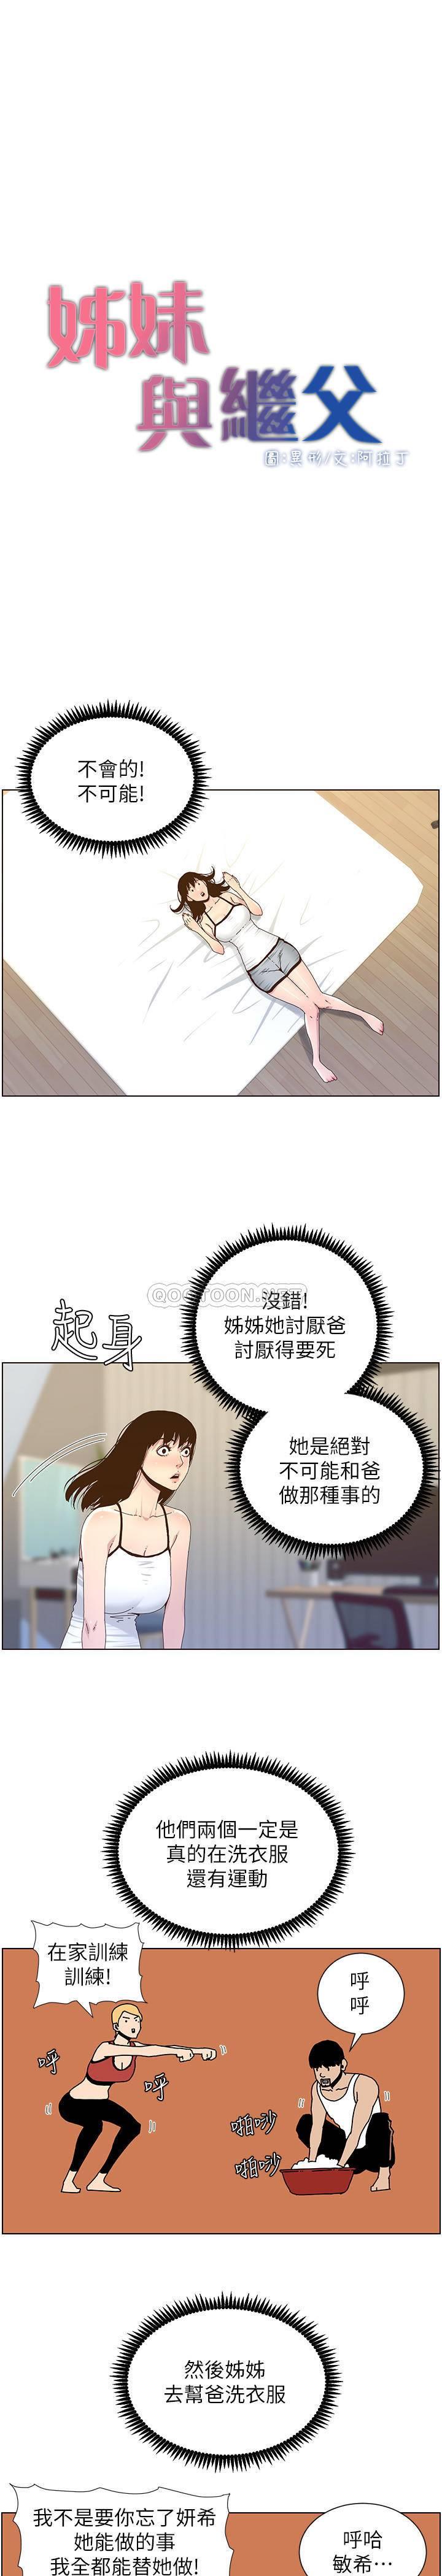 姊妹
與繼父
圖:異形/文:阿拉丁
不會的!
不可能!
起身
沒錯!
姊姊她討厭爸
討厭得要死
她是絕對
不可能和爸
做那種事的
他們兩個一定是
真的在洗衣服
還有運動
在家訓練
訓練!
呼
呼
呼
呼
啪唦
啪唦
然後姊姊
去幫爸洗衣服
我不是要你忘了妍希
她能做的事
我全都能替她做!
呼哈
敏希⋯